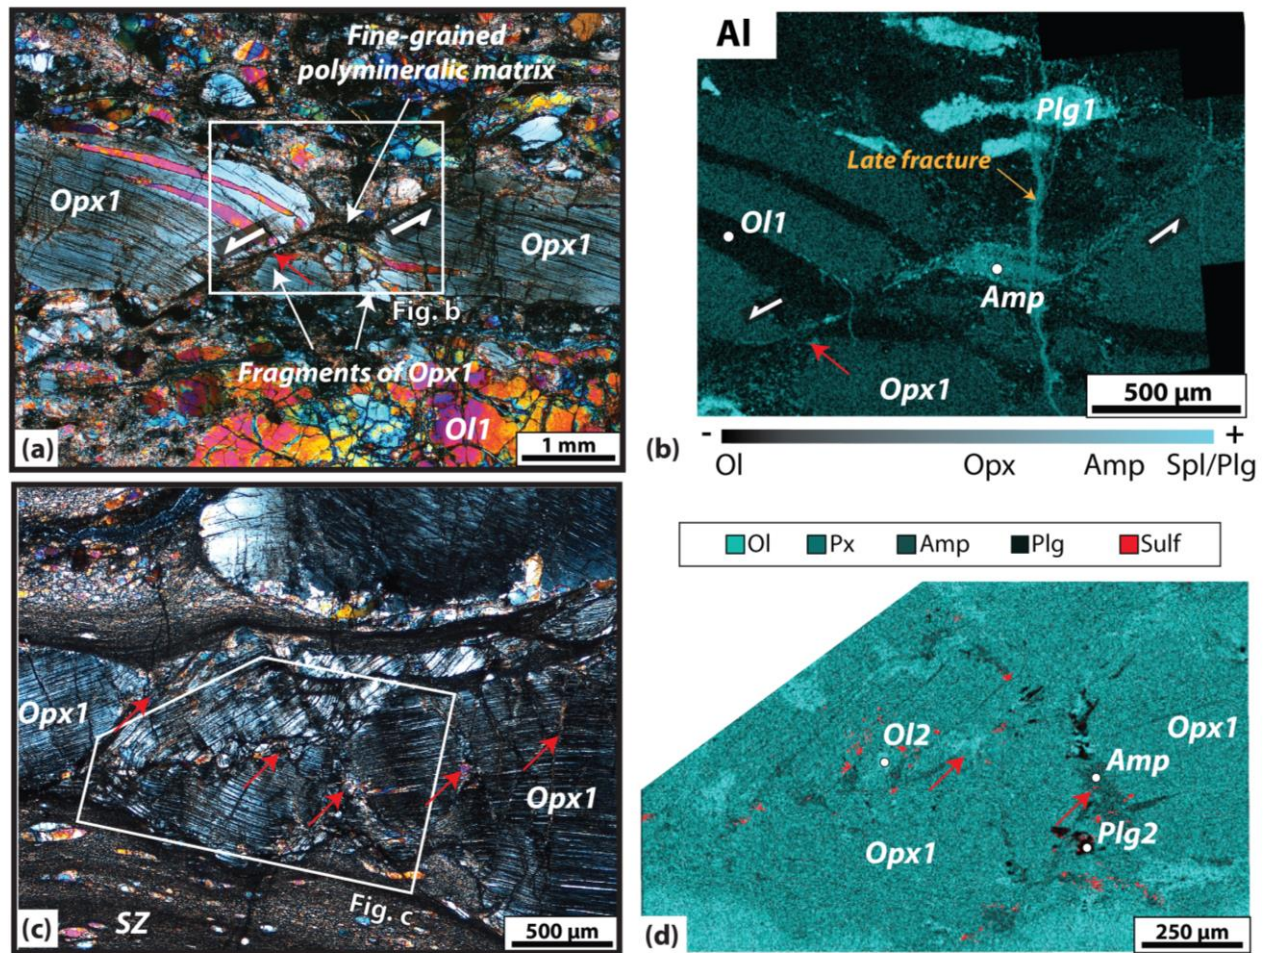 Fine-grained
polymineralic matrix
Opx1
Opx1
Fig. b
Fragments of Opx1
Ol1
(a)
1 mm
Al
Plg1
Late fracture
Ol1
Amp
Opx1
500 µm
(b)
- +
Ol Opx Amp Spl/Plg
Opx1
Opx1
Fig. c
SZ
(c)
500 µm
Ol Px Amp Plg Sulf
Ol2
Opx1
Amp
Opx1
Plg2
(d)
250 µm